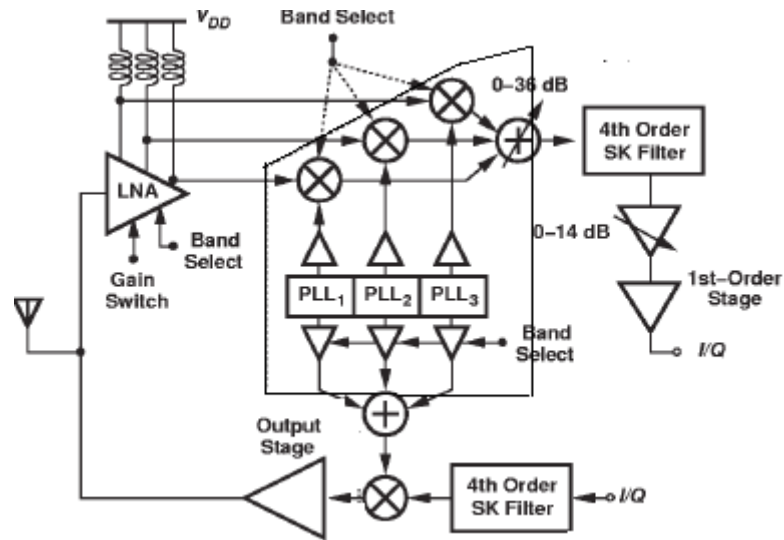 VDD
Band Select
0–36 dB
4th Order
SK Filter
LNA
0–14 dB
Band
Select
Gain
Switch
PLL1
PLL2
PLL3
1st–Order
Stage
Band
Select
I/Q
Output
Stage
4th Order
SK Filter
I/Q